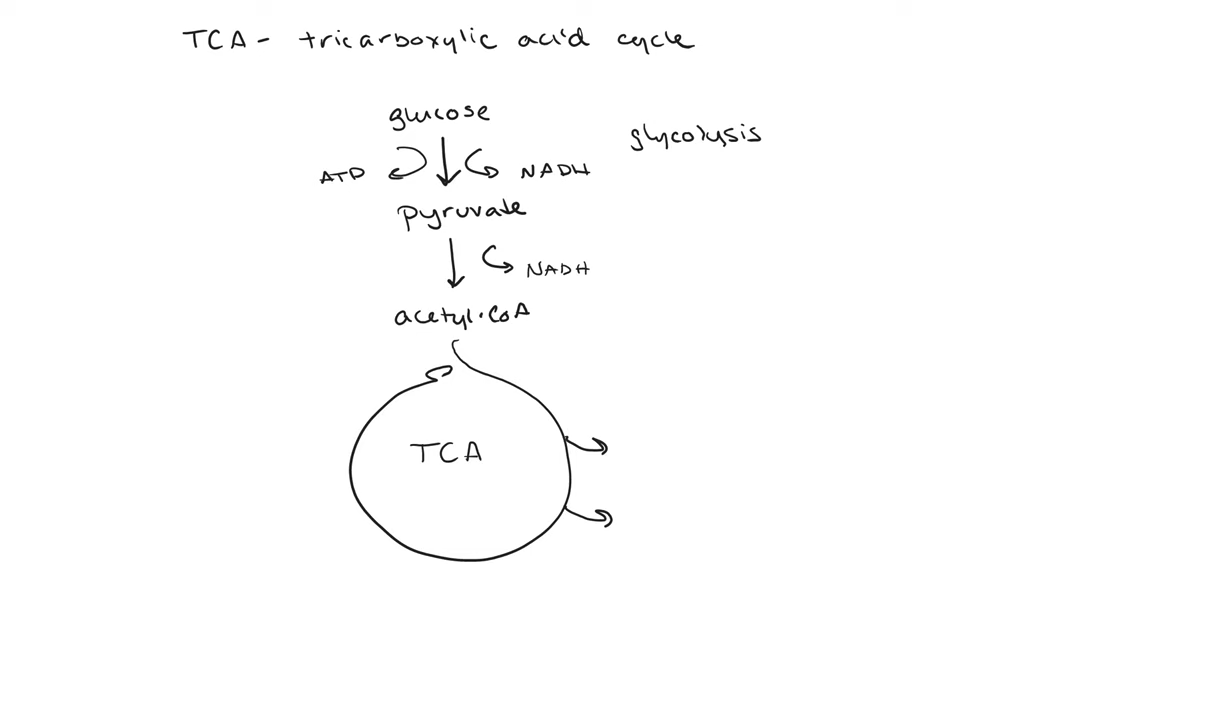 TCA - tricarboxylic acid cycle
glucose
glycolysis
ATP NADH
pyruvate
NADH
acetyl·CoA
TCA